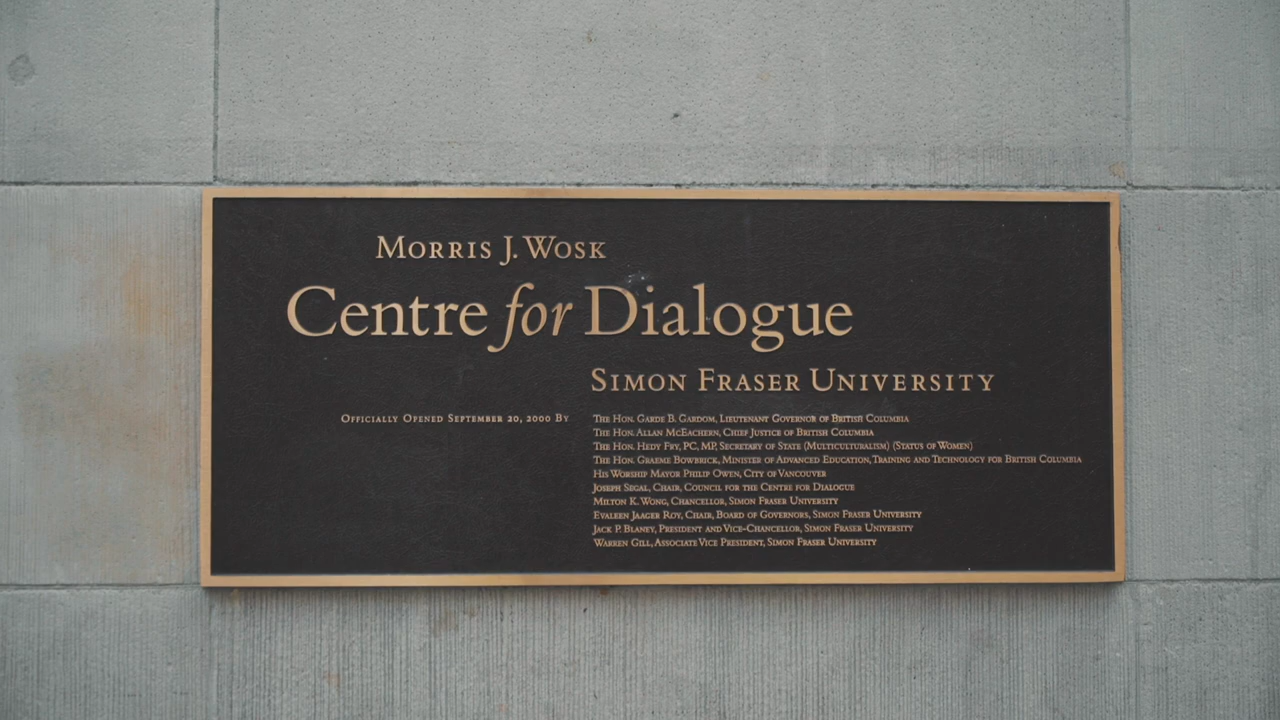 MORRIS J. WOSK
Centre for Dialogue
SIMON FRASER UNIVERSITY
OFFICIALLY OPENED SEPTEMBER 20, 2000 BY
THE HON. GARDE B. GARDOM, LIEUTENANT GOVERNOR OF BRITISH COLUMBIA
THE HON. ALLAN MCEACHERN, CHIEF JUSTICE OF BRITISH COLUMBIA
THE HON. HEDY FRY, PC, MP, SECRETARY OF STATE (MULTICULTURALISM) (STATUS OF WOMEN)
THE HON. GRAEME BOWBRICK, MINISTER OF ADVANCED EDUCATION, TRAINING AND TECHNOLOGY FOR BRITISH COLUMBIA
HIS WORSHIP MAYOR PHILIP OWEN, CITY OF VANCOUVER
JOSEPH SEGAL, CHAIR, COUNCIL FOR THE CENTRE FOR DIALOGUE
MILTON K. WONG, CHANCELLOR, SIMON FRASER UNIVERSITY
EVALEEN JAAGER ROY, CHAIR, BOARD OF GOVERNORS, SIMON FRASER UNIVERSITY
JACK P. BLANEY, PRESIDENT AND VICE-CHANCELLOR, SIMON FRASER UNIVERSITY
WARREN GILL, ASSOCIATE VICE PRESIDENT, SIMON FRASER UNIVERSITY